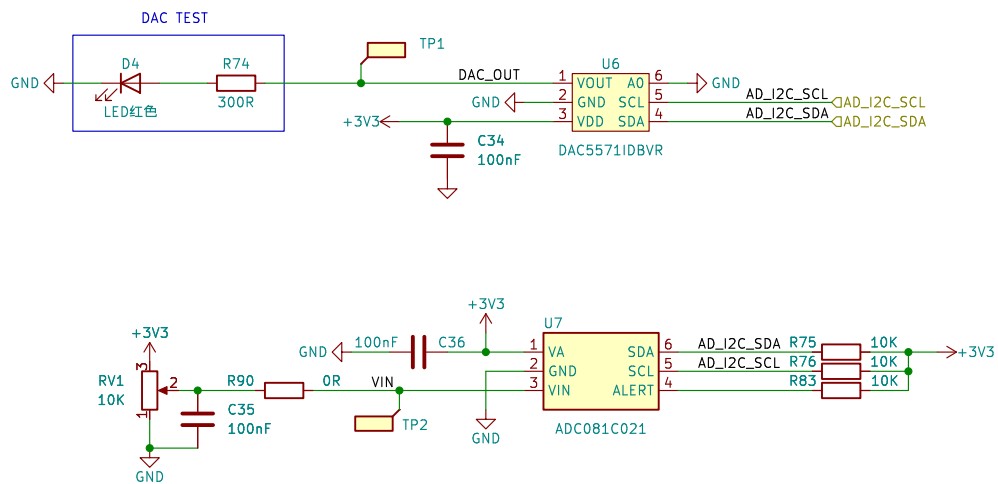 DAC TEST
GND
D4
LED红色
R74
300R
TP1
DAC_OUT
U6
1 VOUT A0 6
2 GND SCL 5
3 VDD SDA 4
DAC5571IDBVR
GND
GND
+3V3
C34
100nF
AD_I2C_SCL
AD_I2C_SCL
AD_I2C_SDA
AD_I2C_SDA
+3V3
+3V3
GND
100nF
C36
U7
1 VA SDA 6
2 GND SCL 5
3 VIN ALERT 4
ADC081C021
AD_I2C_SDA
R75
10K
AD_I2C_SCL
R76
10K
R83
10K
+3V3
RV1
10K
3
2
1
R90
0R
VIN
C35
100nF
TP2
GND
GND